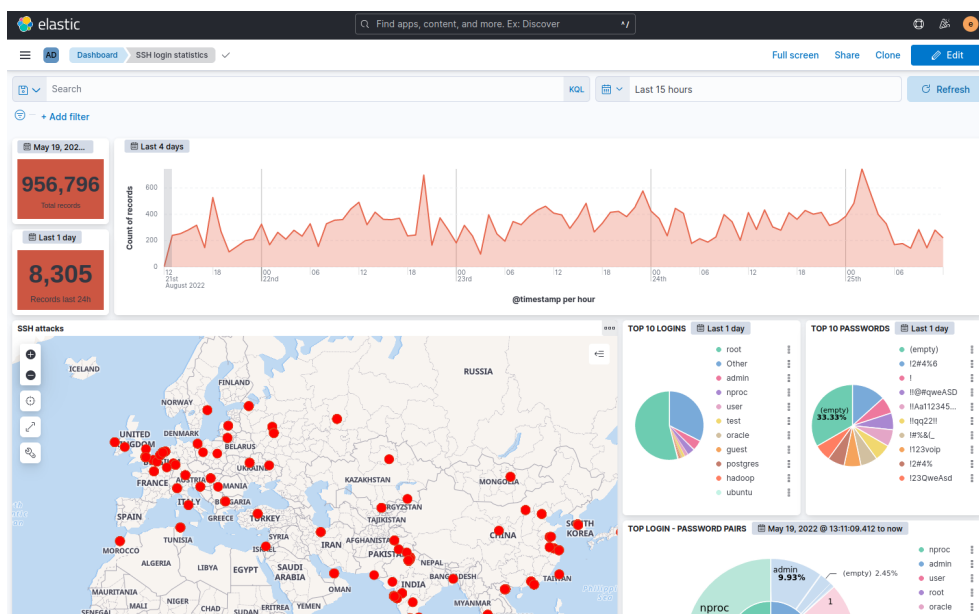 elastic
Find apps, content, and more. Ex: Discover
^/
e
AD
Dashboard
SSH login statistics
Full screen
Share
Clone
Edit
Search
KQL
Last 15 hours
Refresh
+ Add filter
May 19, 202...
956,796
Total records
Last 1 day
8,305
Records last 24h
Last 4 days
Count of records
600
400
200
0
12 18 00 06 12 18 00 06 12 18 00 06 12 18 00 06
21st 22nd 23rd 24th 25th
August 2022
@timestamp per hour
SSH attacks
ICELAND
RUSSIA
FINLAND
NORWAY
UNITED
KINGDOM
DENMARK
BELARUS
UKRAINE
KAZAKHSTAN
MONGOLIA
FRANCE
AUSTRIA
ROMANIA
ITALY
BULGARIA
SPAIN
GREECE
TURKEY
KYRGYZSTAN
TAJIKISTAN
SOUTH
KOREA
CHINA
TUNISIA
SYRIA
ISRAEL
IRAN
AFGHANISTAN
PAKISTAN
MOROCCO
ALGERIA
LIBYA
EGYPT
SAUDI
ARABIA
NEPAL
BANGLADESH
INDIA
TAIWAN
OMAN
MYANMAR
Philippine
Sea
MAURITANIA
MALI
NIGER
CHAD
SUDAN
ERITREA
YEMEN
SENEGAL
TOP 10 LOGINS
Last 1 day
root
Other
admin
nproc
user
test
oracle
guest
postgres
hadoop
ubuntu
TOP 10 PASSWORDS
Last 1 day
(empty)
33.33%
(empty)
!2#4%6
!
!!@#qweASD
!!Aa112345...
!!qq22!!
!#%&(_
!123voip
!2#4%
!23QweAsd
TOP LOGIN - PASSWORD PAIRS
May 19, 2022 @ 13:11:09.412 to now
admin
9.93%
(empty) 2.45%
1
nproc
nproc
admin
user
root
oracle